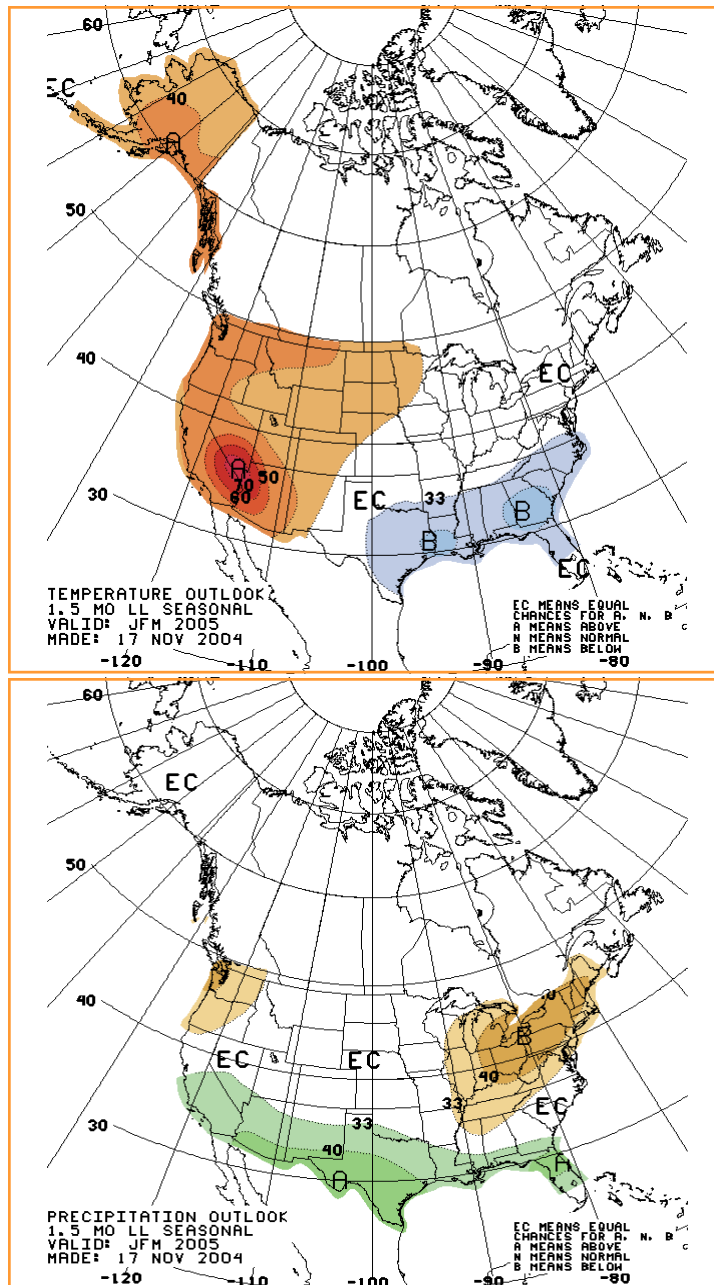 60
EC
40
A
50
40
EC
A
50
70
60
30
EC
33
B
B
EC
TEMPERATURE OUTLOOK
1.5 MO LL SEASONAL
VALID: JFM 2005
MADE: 17 NOV 2004
EC MEANS EQUAL
CHANCES FOR A, N, B
A MEANS ABOVE
N MEANS NORMAL
B MEANS BELOW
-120
-110
-100
-90
-80
60
EC
50
40
EC
EC
B
40
33
EC
33
30
40
A
A
PRECIPITATION OUTLOOK
1.5 MO LL SEASONAL
VALID: JFM 2005
MADE: 17 NOV 2004
EC MEANS EQUAL
CHANCES FOR A, N, B
A MEANS ABOVE
N MEANS NORMAL
B MEANS BELOW
-120
-110
-100
-90
-80